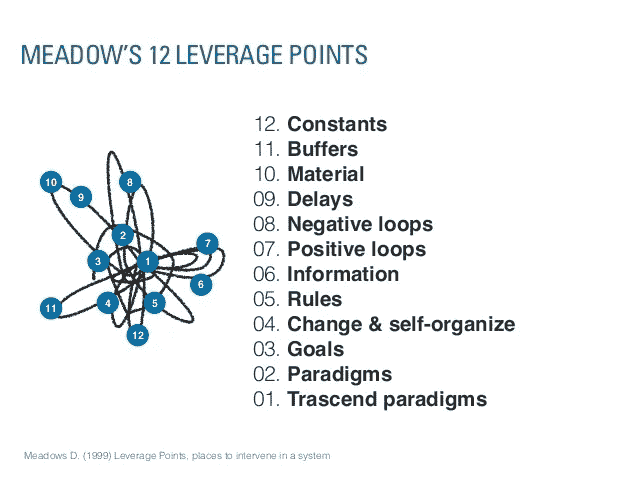 MEADOW'S 12 LEVERAGE POINTS
12. Constants
11. Buffers
10. Material
09. Delays
08. Negative loops
07. Positive loops
06. Information
05. Rules
04. Change & self-organize
03. Goals
02. Paradigms
01. Trascend paradigms
10
8
9
2
7
3
1
6
4
5
11
12
Meadows D. (1999) Leverage Points. places to intervene in a system